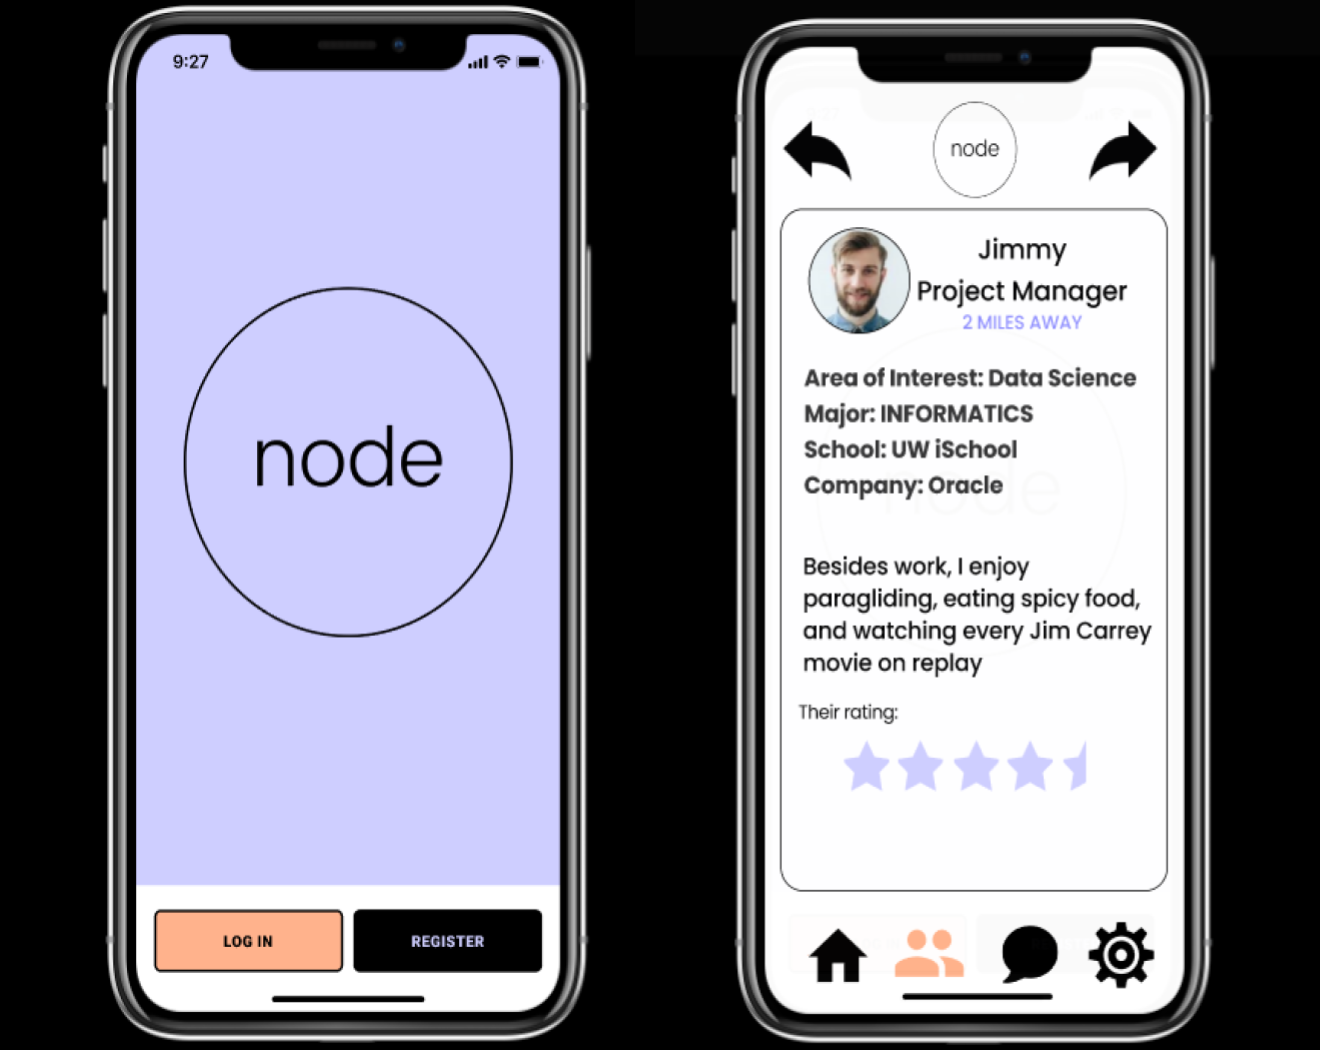 9:27
node
LOG IN
REGISTER
node
Jimmy
Project Manager
2 MILES AWAY
Area of Interest: Data Science
Major: INFORMATICS
School: UW iSchool
Company: Oracle
node
Besides work, I enjoy
paragliding, eating spicy food,
and watching every Jim Carrey
movie on replay
Their rating: